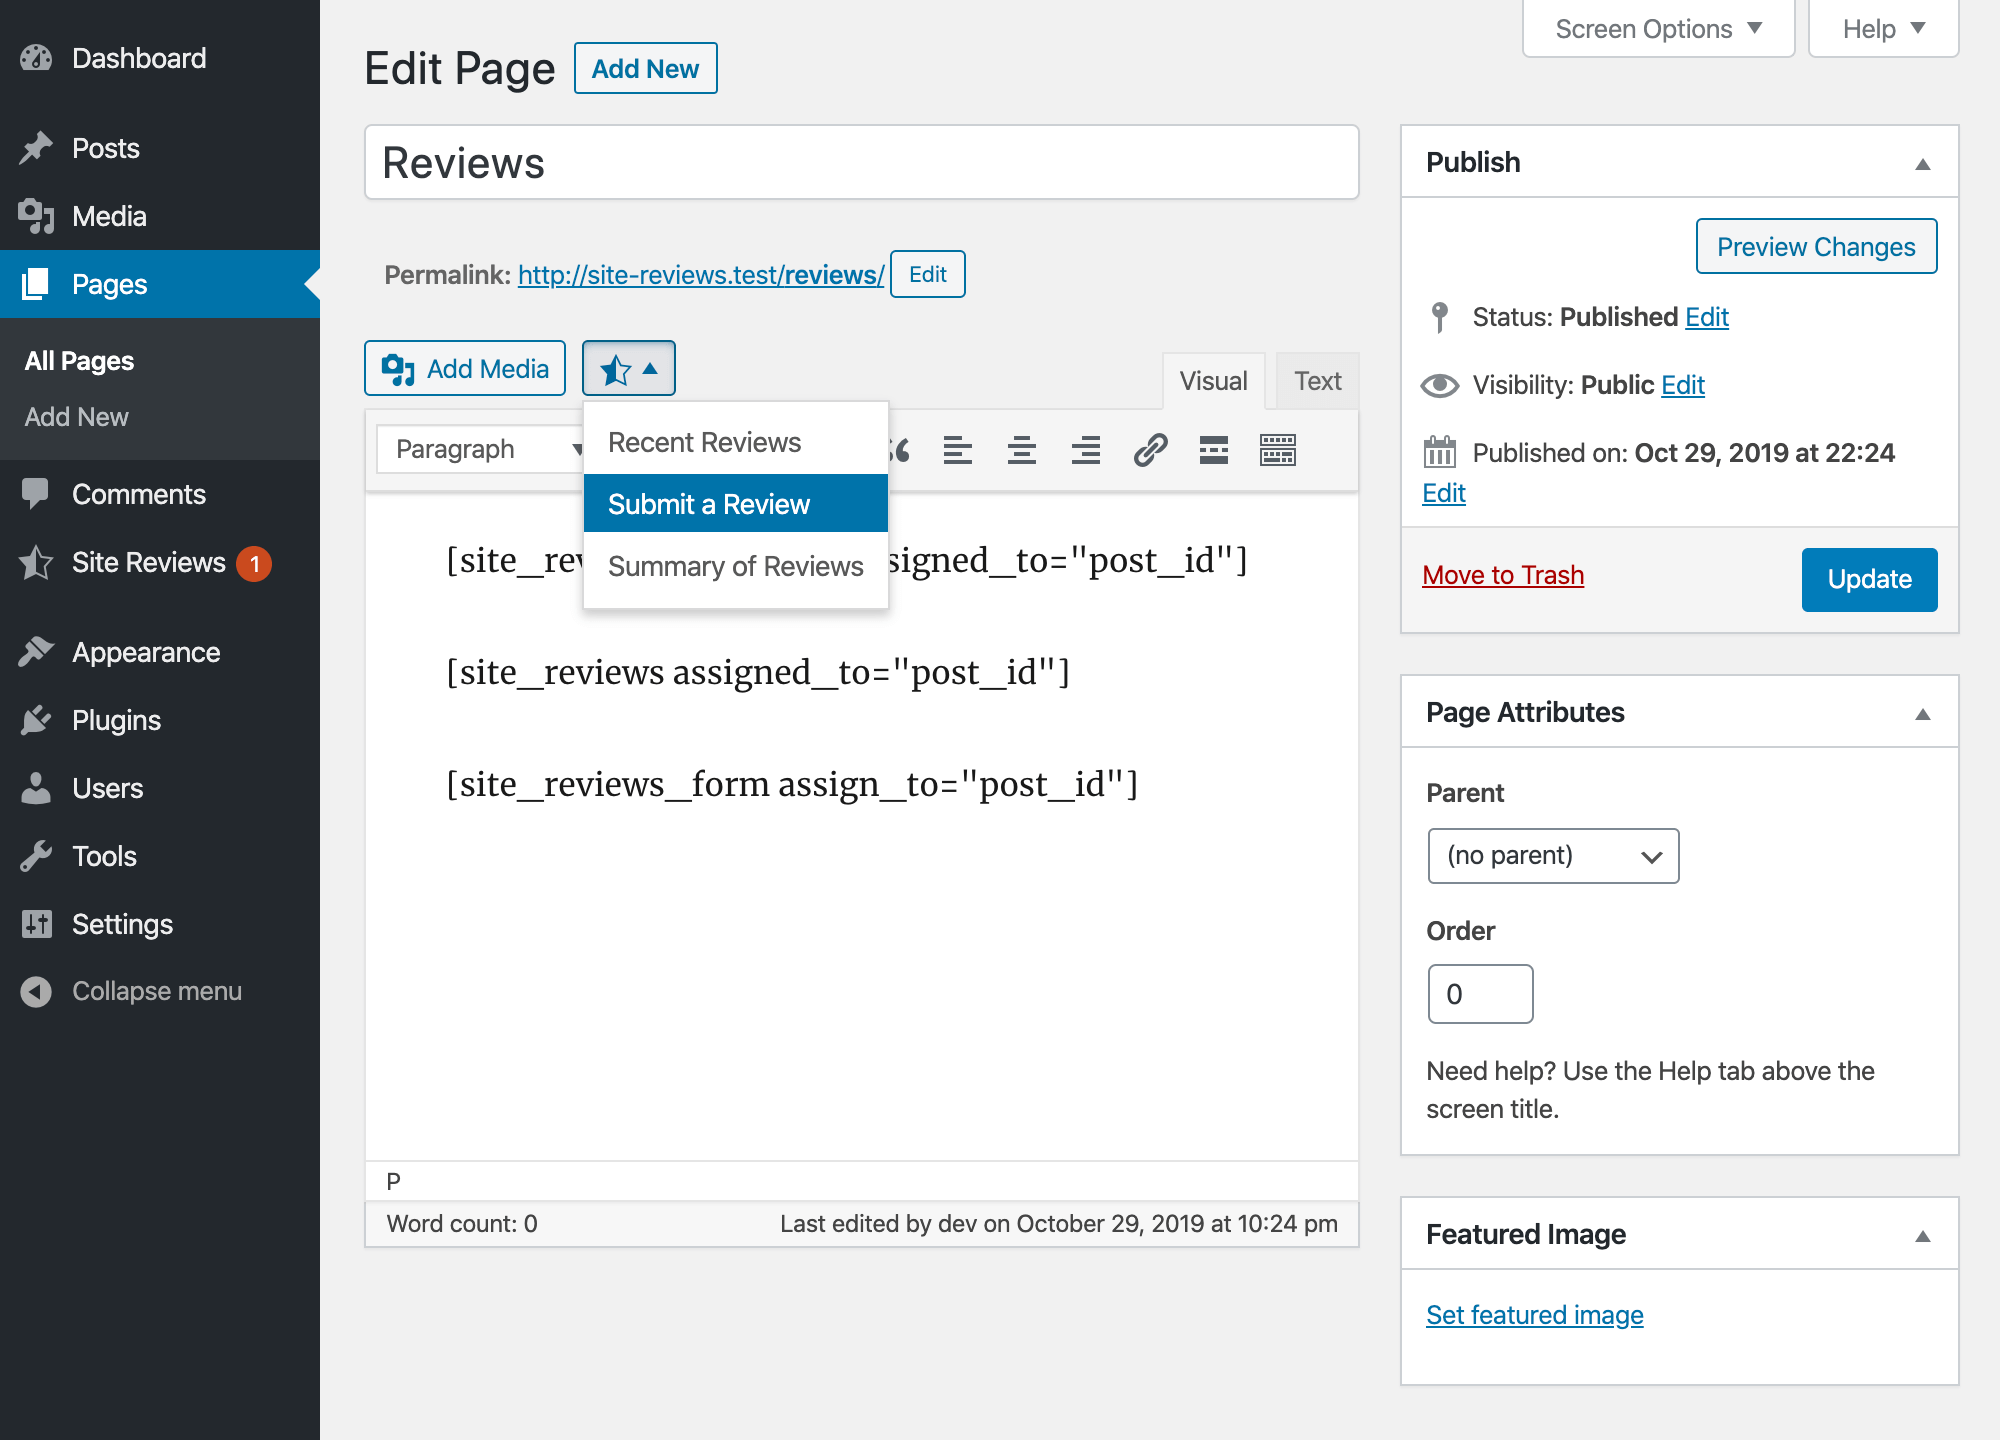 Dashboard
Posts
Media
Pages
All Pages
Add New
Comments
Site Reviews 1
Appearance
Plugins
Users
Tools
Settings
Collapse menu
Screen Options
Help
Edit Page
Add New
Reviews
Permalink: http://site-reviews.test/reviews/ Edit
Add Media
Visual
Text
Paragraph
Recent Reviews
Submit a Review
Summary of Reviews
signed_to="post_id"]
[site_reviews assigned_to="post_id"]
[site_reviews_form assign_to="post_id"]
P
Word count: 0
Last edited by dev on October 29, 2019 at 10:24 pm
Publish
Preview Changes
Status: Published Edit
Visibility: Public Edit
Published on: Oct 29, 2019 at 22:24
Edit
Move to Trash
Update
Page Attributes
Parent
(no parent)
Order
0
Need help? Use the Help tab above the
screen title.
Featured Image
Set featured image